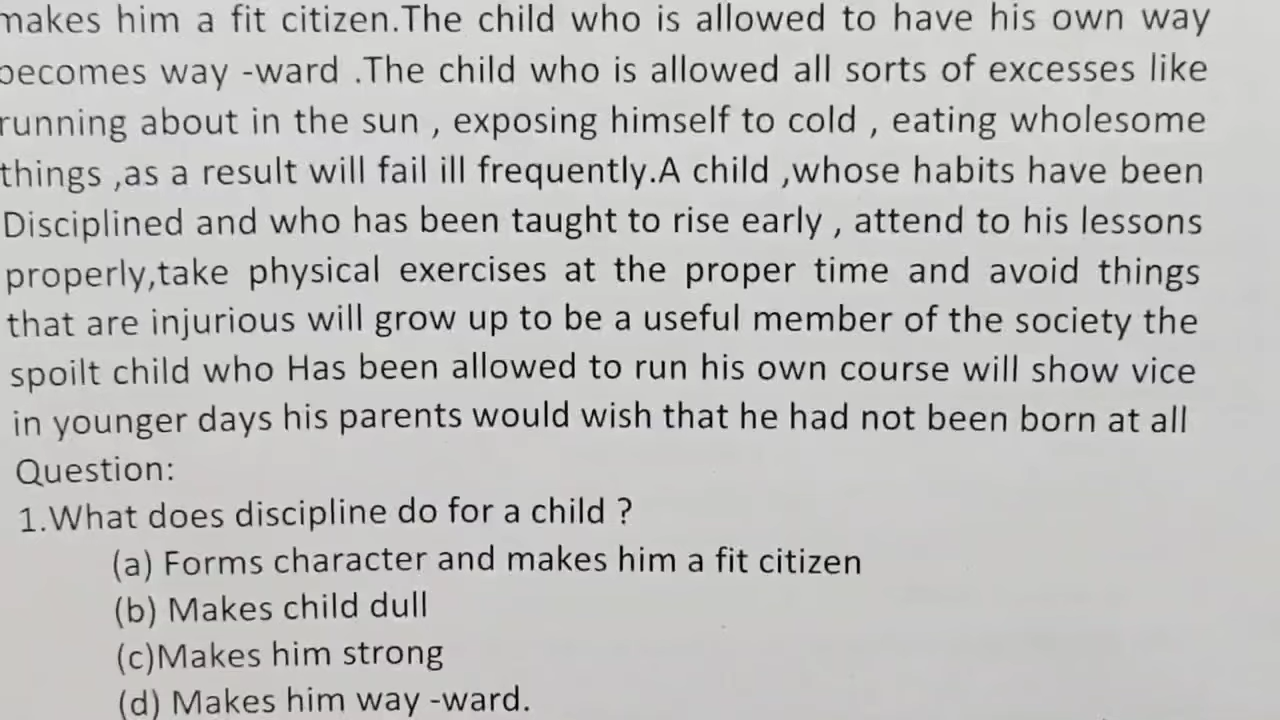 makes him a fit citizen.The child who is allowed to have his own way
becomes way -ward .The child who is allowed all sorts of excesses like
running about in the sun , exposing himself to cold , eating wholesome
things ,as a result will fail ill frequently.A child ,whose habits have been
Disciplined and who has been taught to rise early , attend to his lessons
properly,take physical exercises at the proper time and avoid things
that are injurious will grow up to be a useful member of the society the
spoilt child who Has been allowed to run his own course will show vice
in younger days his parents would wish that he had not been born at all
Question:
1.What does discipline do for a child ?
(a) Forms character and makes him a fit citizen
(b) Makes child dull
(c)Makes him strong
(d) Makes him way -ward.